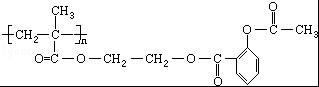 CH₃ O
[CH₂—C]ₙ O—C—CH₃
O=C—O—CH₂—CH₂—O—C
O